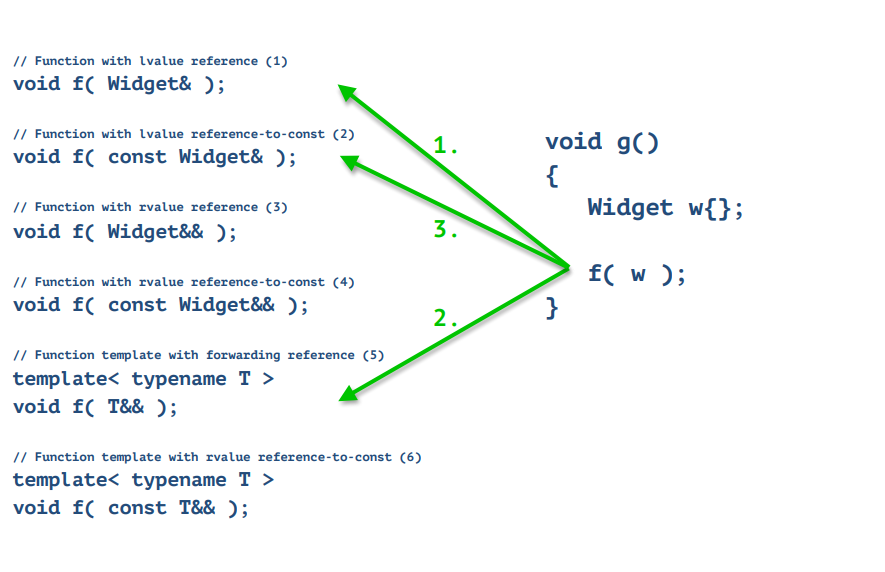 // Function with lvalue reference (1)
void f( Widget& );
// Function with lvalue reference-to-const (2)
void f( const Widget& );
// Function with rvalue reference (3)
void f( Widget&& );
// Function with rvalue reference-to-const (4)
void f( const Widget&& );
// Function template with forwarding reference (5)
template< typename T >
void f( T&& );
// Function template with rvalue reference-to-const (6)
template< typename T >
void f( const T&& );
1.
3.
2.
void g()
{
Widget w{};
f( w );
}